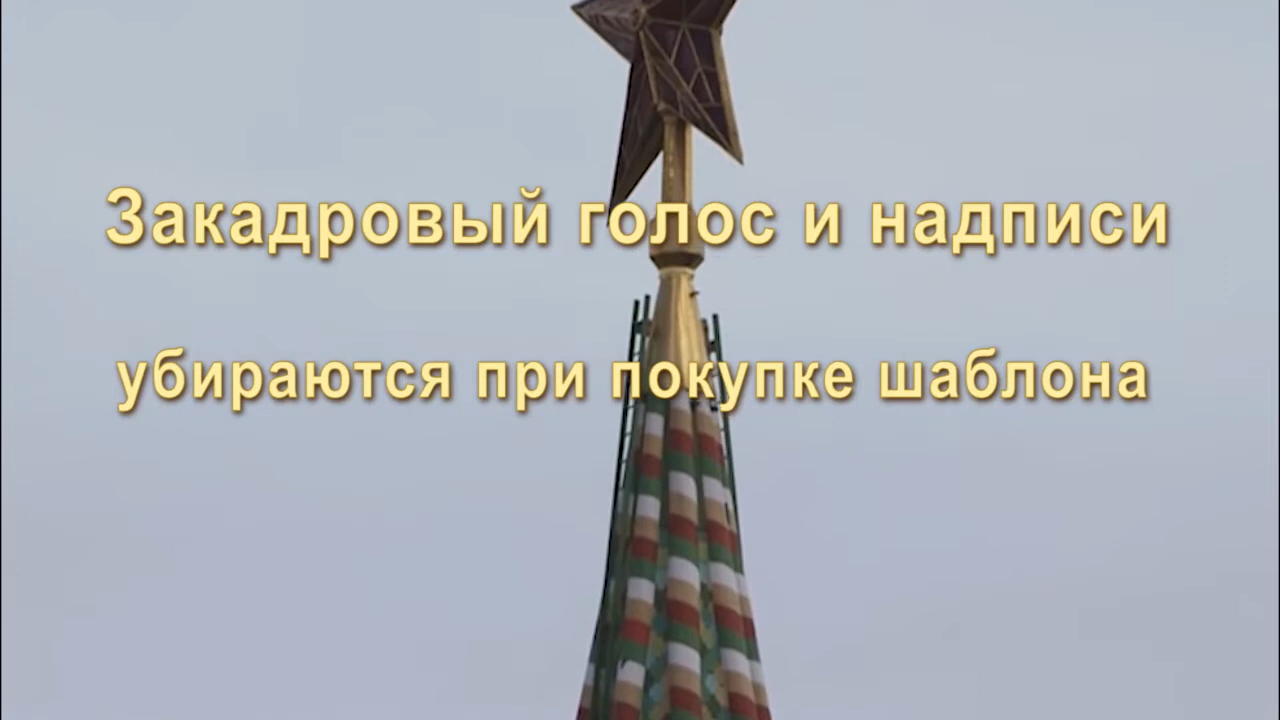 Закадровый голос и надписи
убираются при покупке шаблона